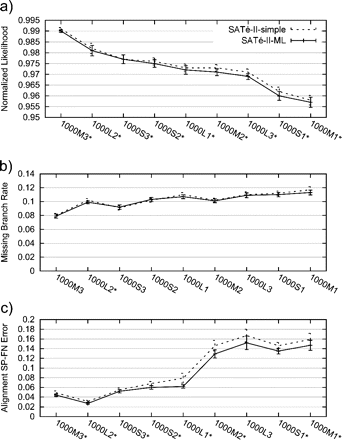 a)
0.995
0.99
0.985
0.98
0.975
0.97
0.965
0.96
0.955
0.95
Normalized Likelihood
SATé-II-simple
SATé-II-ML
1000M3*
1000L2*
1000S3*
1000S2*
1000L1*
1000M2*
1000L3*
1000S1*
1000M1*
b)
0.14
0.12
0.1
0.08
0.06
0.04
0.02
0
Missing Branch Rate
1000M3
1000L2*
1000S3
1000S2
1000L1
1000M2
1000L3
1000S1
1000M1
c)
0.2
0.18
0.16
0.14
0.12
0.1
0.08
0.06
0.04
0.02
0
Alignment SP-FN Error
1000M3*
1000L2*
1000S3*
1000S2*
1000L1*
1000M2*
1000L3
1000S1*
1000M1